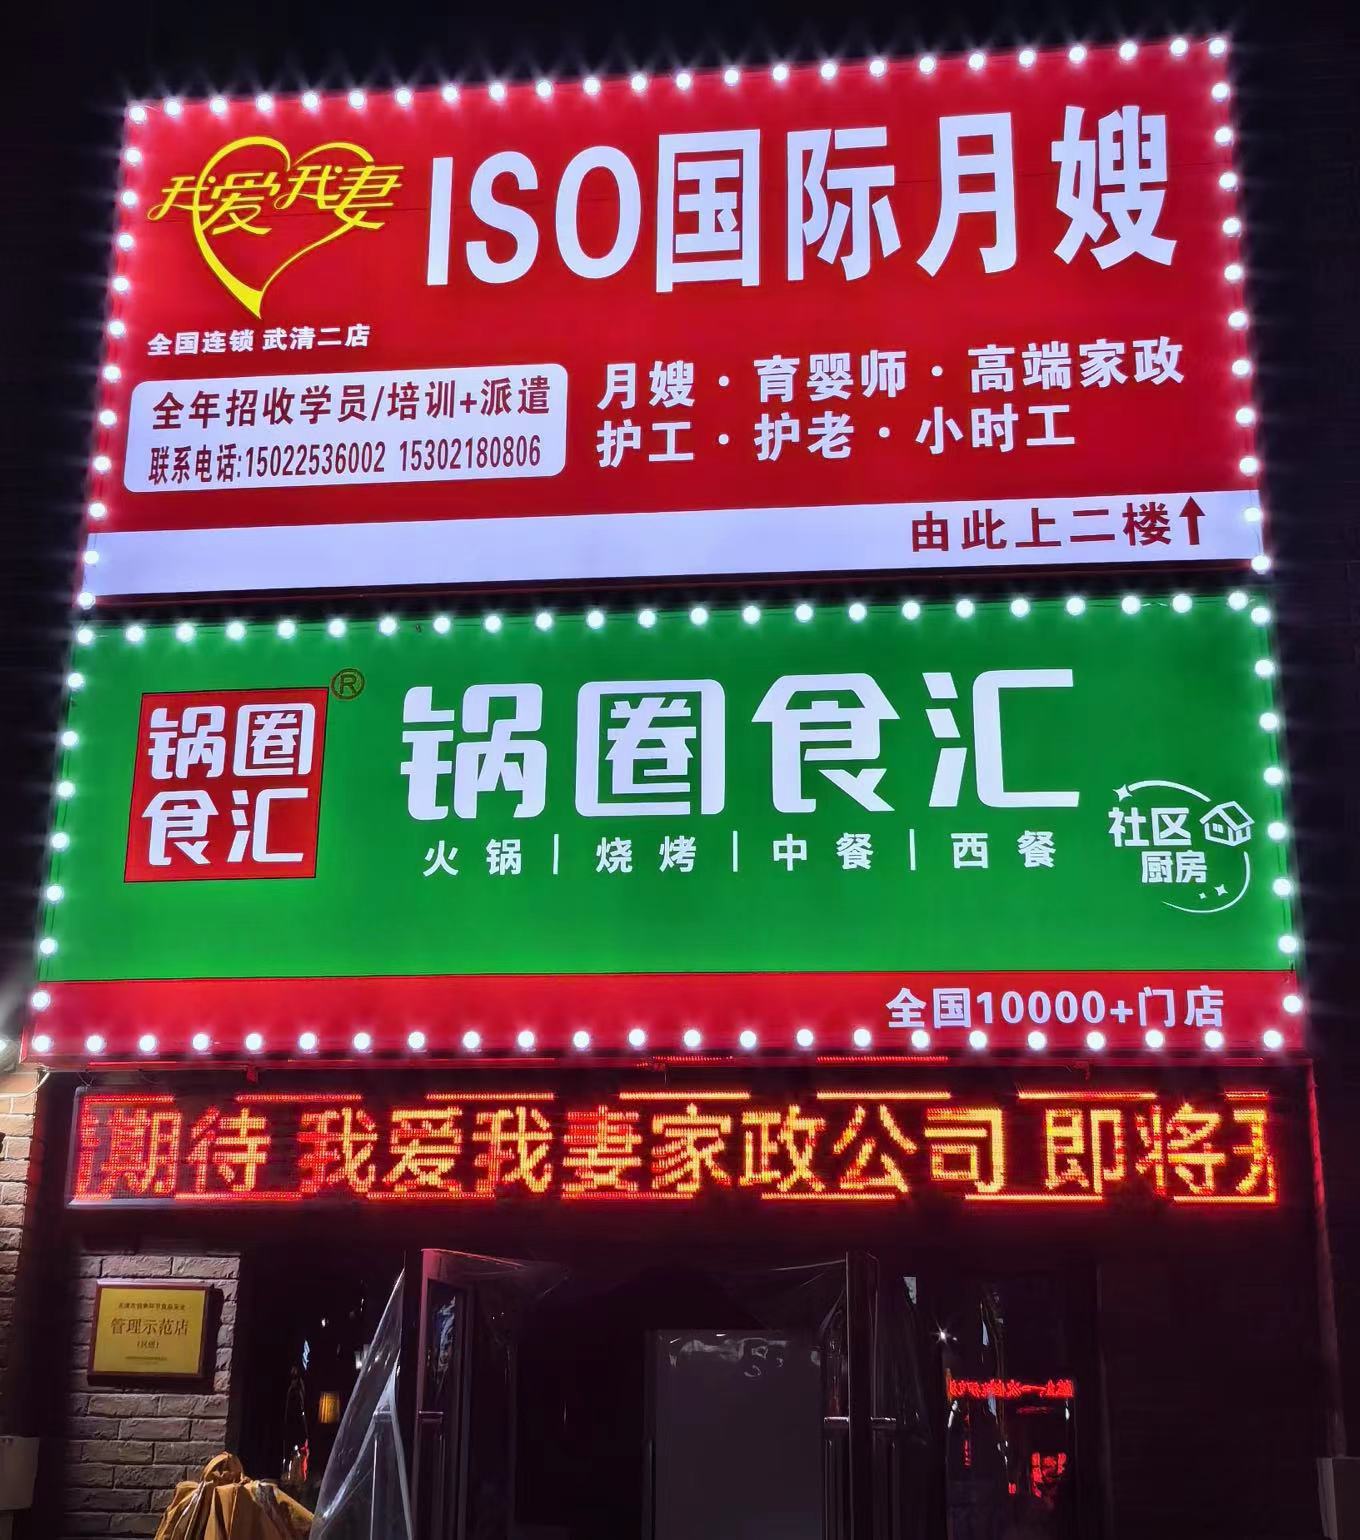 我爱我妻
ISO国际月嫂
全国连锁 武清二店
全年招收学员/培训+派遣
联系电话:15022536002 15302180806
月嫂·育婴师·高端家政
护工·护老·小时工
由此上二楼↑
锅圈
食汇
®
锅圈食汇
火锅|烧烤|中餐|西餐
社区
厨房
全国10000+门店
期待 我爱我妻家政公司 即将
管理示范店